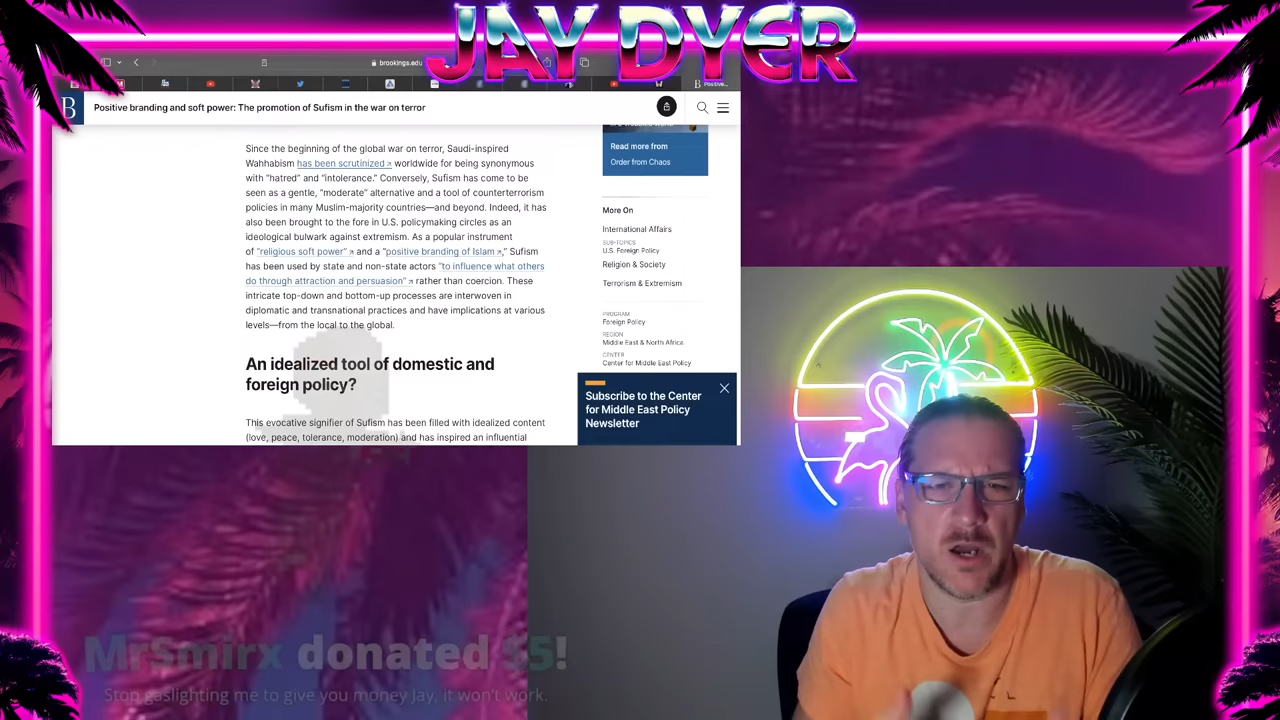 JAY DYER
brookings.edu
Positive...
B
Positive branding and soft power: The promotion of Sufism in the war on terror
Since the beginning of the global war on terror, Saudi-inspired
Wahhabism has been scrutinized↗ worldwide for being synonymous
with “hatred” and “intolerance.” Conversely, Sufism has come to be
seen as a gentle, “moderate” alternative and a tool of counterterrorism
policies in many Muslim-majority countries—and beyond. Indeed, it has
also been brought to the fore in U.S. policymaking circles as an
ideological bulwark against extremism. As a popular instrument
of “religious soft power”↗ and a “positive branding of Islam↗,” Sufism
has been used by state and non-state actors “to influence what others
do through attraction and persuasion”↗ rather than coercion. These
intricate top-down and bottom-up processes are interwoven in
diplomatic and transnational practices and have implications at various
levels—from the local to the global.
An idealized tool of domestic and
foreign policy?
This evocative signifier of Sufism has been filled with idealized content
(love, peace, tolerance, moderation) and has inspired an influential
Read more from
Order from Chaos
More On
International Affairs
SUB-TOPICS
U.S. Foreign Policy
Religion & Society
Terrorism & Extremism
PROGRAM
Foreign Policy
REGION
Middle East & North Africa
CENTER
Center for Middle East Policy
Subscribe to the Center
for Middle East Policy
Newsletter
MrSmirx donated $5!
Stop gaslighting me to give you money Jay, it won't work.